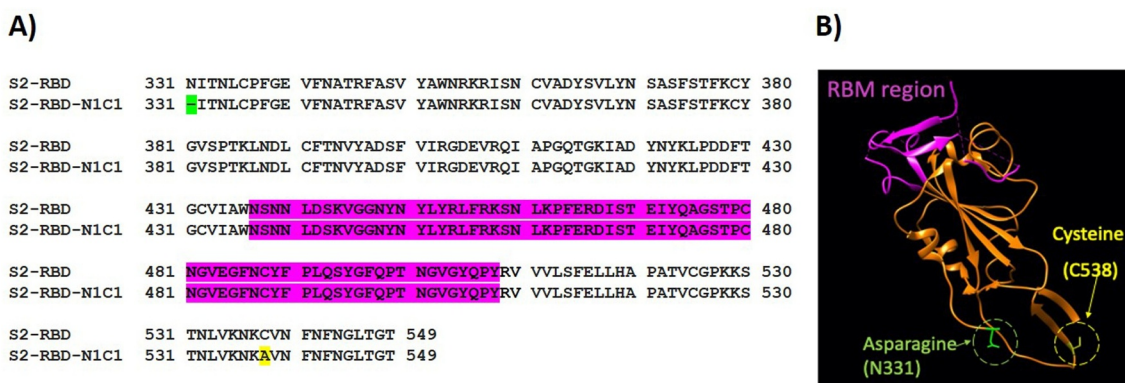 A)
S2-RBD 331 NITNLCPFGE VFNATRFASV YAWNRKRISN CVADYSVLYN SASFSTFKCY 380
S2-RBD-N1C1 331 -ITNLCPFGE VFNATRFASV YAWNRKRISN CVADYSVLYN SASFSTFKCY 380
S2-RBD 381 GVSPTKLNDL CFTNVYADSF VIRGDEVRQI APGQTGKIAD YNYKLPDDFT 430
S2-RBD-N1C1 381 GVSPTKLNDL CFTNVYADSF VIRGDEVRQI APGQTGKIAD YNYKLPDDFT 430
S2-RBD 431 GCVIAWNSNN LDSKVGGNYN YLYRLFRKSN LKPFERDIST EIYQAGSTPC 480
S2-RBD-N1C1 431 GCVIAWNSNN LDSKVGGNYN YLYRLFRKSN LKPFERDIST EIYQAGSTPC 480
S2-RBD 481 NGVEGFNCYF PLQSYGFQPT NGVGYQPYRV VVLSFELLHA PATVCGPKKS 530
S2-RBD-N1C1 481 NGVEGFNCYF PLQSYGFQPT NGVGYQPYRV VVLSFELLHA PATVCGPKKS 530
S2-RBD 531 TNLVKNKCVN FNFNGLTGT 549
S2-RBD-N1C1 531 TNLVKNKAVN FNFNGLTGT 549
B)
RBM region
Cysteine
(C538)
Asparagine
(N331)